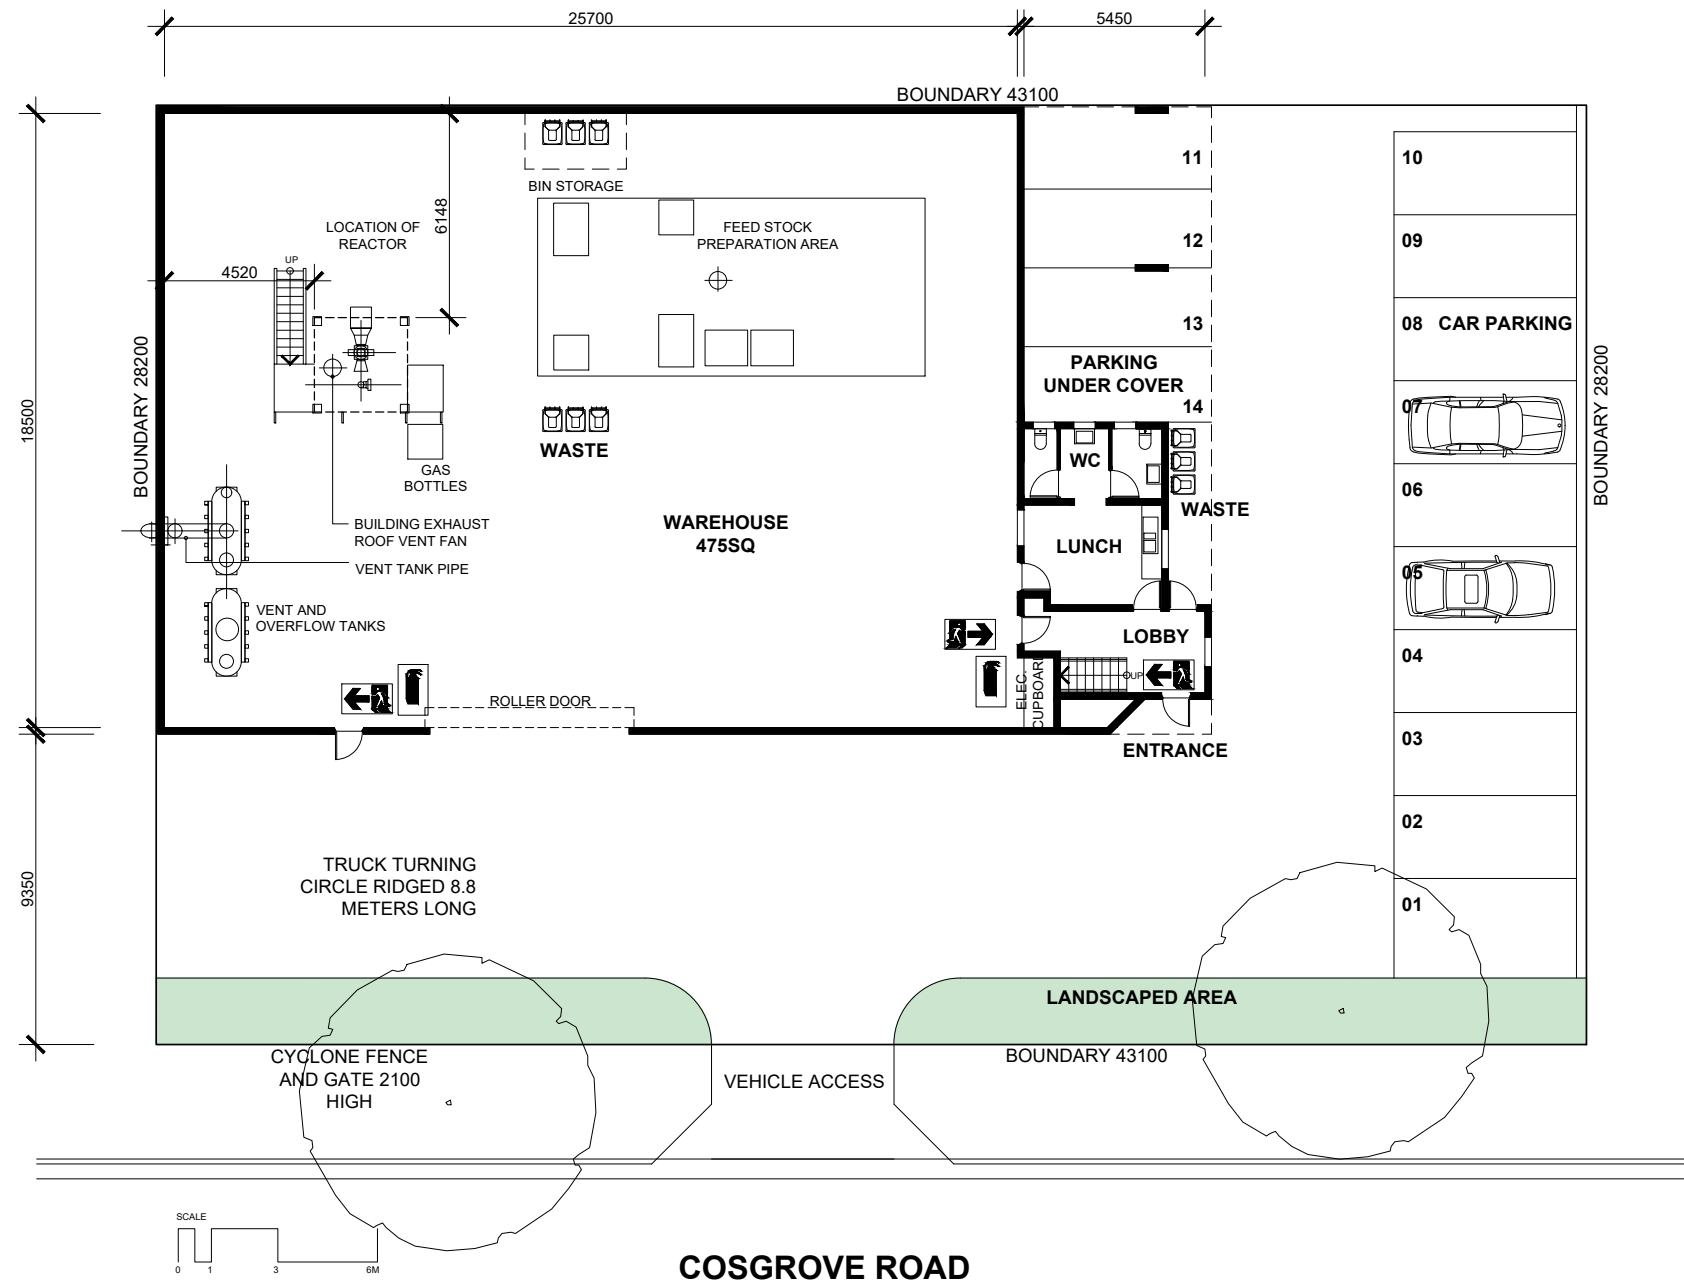 25700
5450
BOUNDARY 43100
11
10
BIN STORAGE
6148
LOCATION OF
REACTOR
FEED STOCK
PREPARATION AREA
12
09
UP
4520
13
08 CAR PARKING
BOUNDARY 28200
BOUNDARY 28200
PARKING
UNDER COVER
14
07
18500
WASTE
WC
GAS
BOTTLES
06
WASTE
BUILDING EXHAUST
ROOF VENT FAN
WAREHOUSE
475SQ
LUNCH
VENT TANK PIPE
05
VENT AND
OVERFLOW TANKS
LOBBY
04
UP
ELEC.
CUPBOARD
ROLLER DOOR
ENTRANCE
03
02
TRUCK TURNING
CIRCLE RIDGED 8.8
METERS LONG
9350
01
LANDSCAPED AREA
CYCLONE FENCE
AND GATE 2100
HIGH
BOUNDARY 43100
VEHICLE ACCESS
SCALE
0 1 3 6M
COSGROVE ROAD